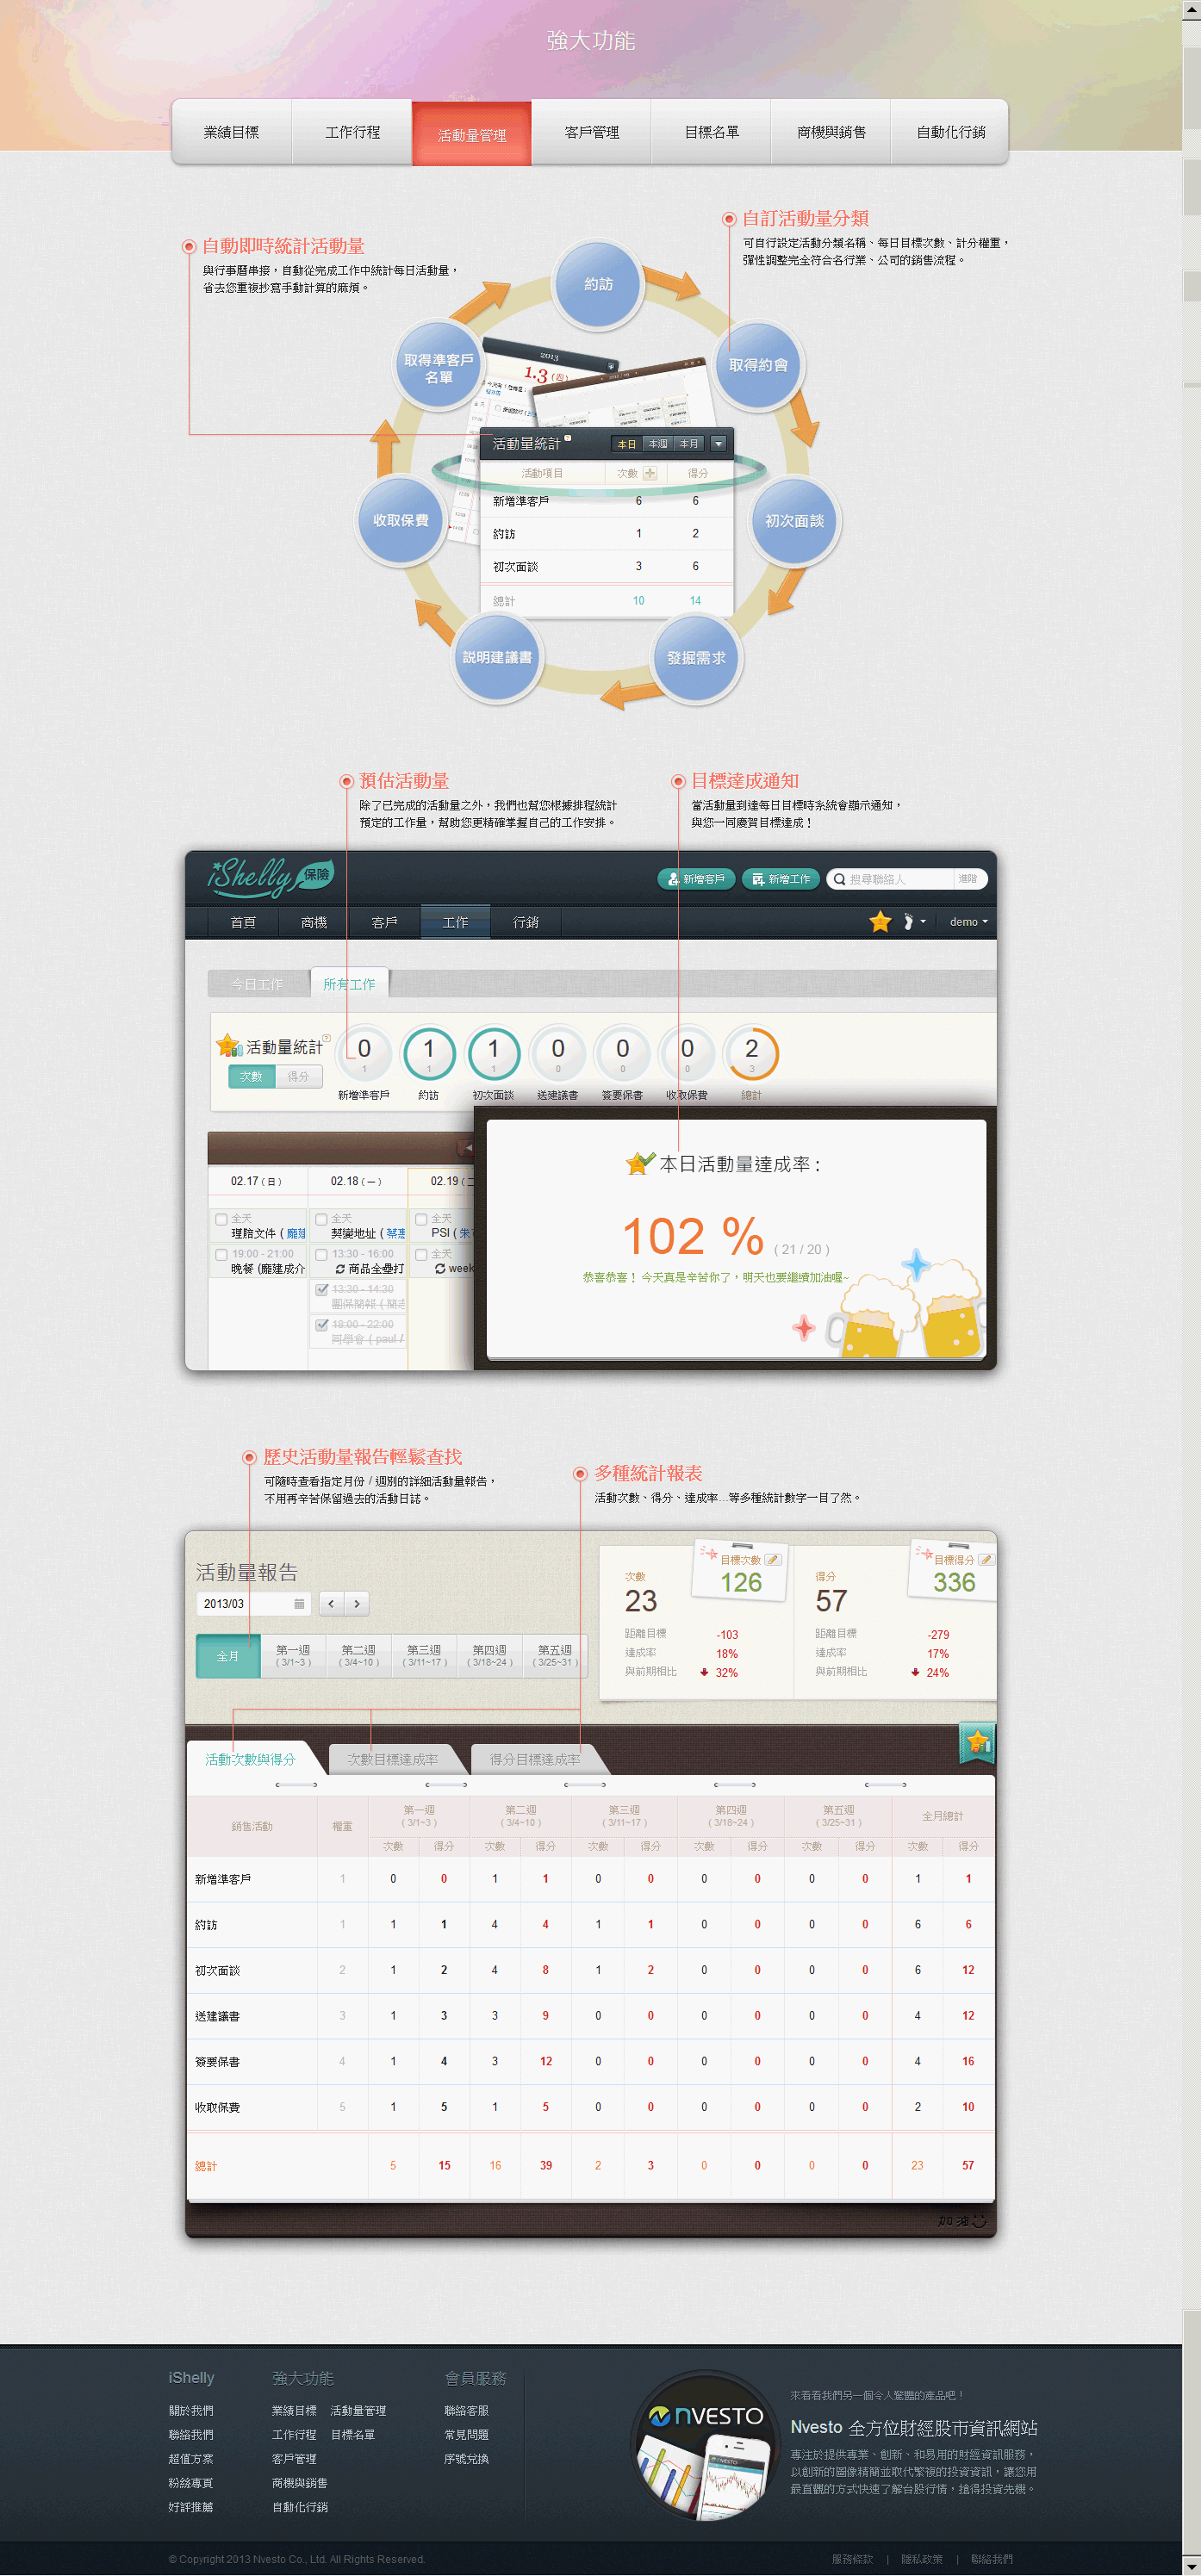 強大功能
業績目標 工作行程 活動量管理 客戶管理 目標名單 商機與銷售 自動化行銷
自動即時統計活動量
與行事曆串接，自動從完成工作中統計每日活動量，
省去您重複抄寫手動計算的麻煩。
自訂活動量分類
可自行設定活動分類名稱、每日目標次數、計分權重，
彈性調整完全符合各行業、公司的銷售流程。
約訪
取得約會
初次面談
發掘需求
說明建議書
收取保費
取得準客戶
名單
2013
1.3 (四)
活動量統計 本日 本週 本月
活動項目 次數 得分
新增準客戶 6 6
約訪 1 2
初次面談 3 6
總計 10 14
預估活動量
除了已完成的活動量之外，我們也幫您根據排程統計
預定的工作量，幫助您更精確掌握自己的工作安排。
目標達成通知
當活動量到達每日目標時系統會顯示通知，
與您一同慶賀目標達成！
iShelly 保險
新增客戶 新增工作 搜尋聯絡人 進階
首頁 商機 客戶 工作 行銷 demo
今日工作 所有工作
活動量統計
次數 得分
0 1 1 0 0 0 2
1 1 1 0 0 0 3
新增準客戶 約訪 初次面談 送建議書 簽要保書 收取保費 總計
02.17 ( 日 ) 02.18 ( 一 ) 02.19 ( 二
全天 全天 全天
理賠文件 ( 龐建 契變地址 ( 蔡惠 PSI ( 朱
19:00 - 21:00 13:30 - 16:00 全天
晚餐 (龐建成介 商品全壘打 week
13:30 - 14:30
團保簡報 ( 簡志
18:00 - 22:00
同學會 ( paul /
本日活動量達成率 :
102 % ( 21 / 20 )
恭喜恭喜！ 今天真是辛苦你了，明天也要繼續加油喔~
歷史活動量報告輕鬆查找
可隨時查看指定月份 / 週別的詳細活動量報告，
不用再辛苦保留過去的活動日誌。
多種統計報表
活動次數、得分、達成率...等多種統計數字一目了然。
活動量報告
2013/03
全月 第一週 第二週 第三週 第四週 第五週
( 3/1~3 ) ( 3/4~10 ) ( 3/11~17 ) ( 3/18~24 ) ( 3/25~31 )
次數 目標次數 得分 目標得分
23 126 57 336
距離目標 -103 距離目標 -279
達成率 18% 達成率 17%
與前期相比 32% 與前期相比 24%
活動次數與得分 次數目標達成率 得分目標達成率
銷售活動 權重 第一週 第二週 第三週 第四週 第五週 全月總計
( 3/1~3 ) ( 3/4~10 ) ( 3/11~17 ) ( 3/18~24 ) ( 3/25~31 )
次數 得分 次數 得分 次數 得分 次數 得分 次數 得分 次數 得分
新增準客戶 1 0 0 1 1 0 0 0 0 0 0 1 1
約訪 1 1 1 4 4 1 1 0 0 0 0 6 6
初次面談 2 1 2 4 8 1 2 0 0 0 0 6 12
送建議書 3 1 3 3 9 0 0 0 0 0 0 4 12
簽要保書 4 1 4 3 12 0 0 0 0 0 0 4 16
收取保費 5 1 5 1 5 0 0 0 0 0 0 2 10
總計 5 15 16 39 2 3 0 0 0 0 23 57
加油
iShelly 強大功能 會員服務
關於我們 業績目標 活動量管理 聯絡客服
聯絡我們 工作行程 目標名單 常見問題
超值方案 客戶管理 序號兌換
粉絲專頁 商機與銷售
好評推薦 自動化行銷
NVESTO
來看看我們另一個令人驚豔的產品吧！
Nvesto 全方位財經股市資訊網站
專注於提供專業、創新、和易用的財經資訊服務，
以創新的圖像精簡並取代繁複的投資資訊，讓您用
最直觀的方式快速了解台股行情，搶得投資先機。
© Copyright 2013 Nvesto Co., Ltd. All Rights Reserved.
服務條款 | 隱私政策 | 聯絡我們